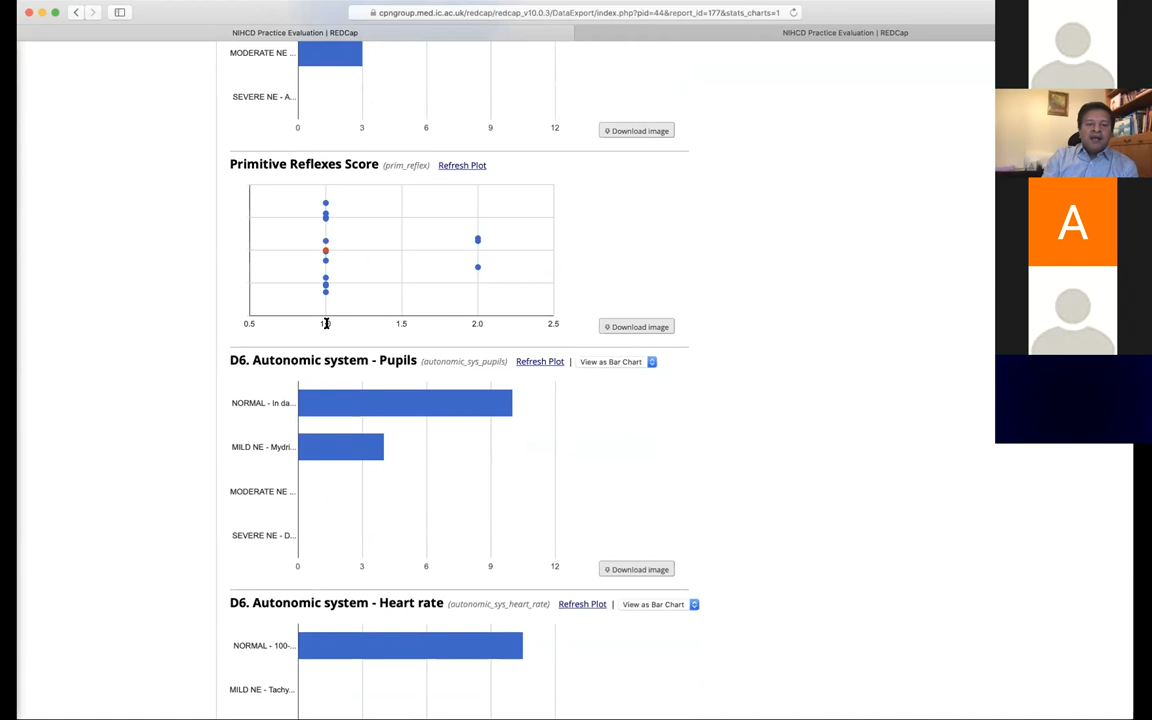 cpngroup.med.ic.ac.uk/redcap/redcap_v10.0.3/DataExport/index.php?pid=44&report_id=177&stats_charts=1
NIHCD Practice Evaluation | REDCap
NIHCD Practice Evaluation | REDCap
MODERATE NE ...
SEVERE NE - A...
0 3 6 9 12
Download image
Primitive Reflexes Score (prim_reflex) Refresh Plot
A
0.5 1.5 2.0 2.5
Download image
D6. Autonomic system - Pupils (autonomic_sys_pupils) Refresh Plot | View as Bar Chart
NORMAL - In da...
MILD NE - Mydri...
MODERATE NE ...
SEVERE NE - D...
0 3 6 9 12
Download image
D6. Autonomic system - Heart rate (autonomic_sys_heart_rate) Refresh Plot | View as Bar Chart
NORMAL - 100-...
MILD NE - Tachy...